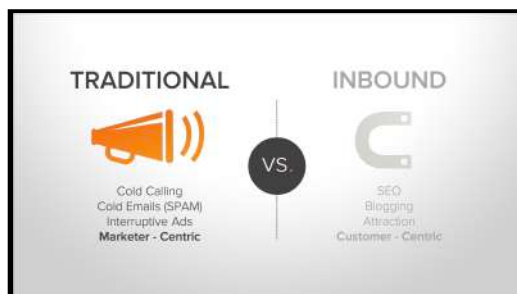 TRADITIONAL
Cold Calling
Cold Emails (SPAM)
Interruptive Ads
Marketer - Centric
VS.
INBOUND
SEO
Blogging
Attraction
Customer - Centric